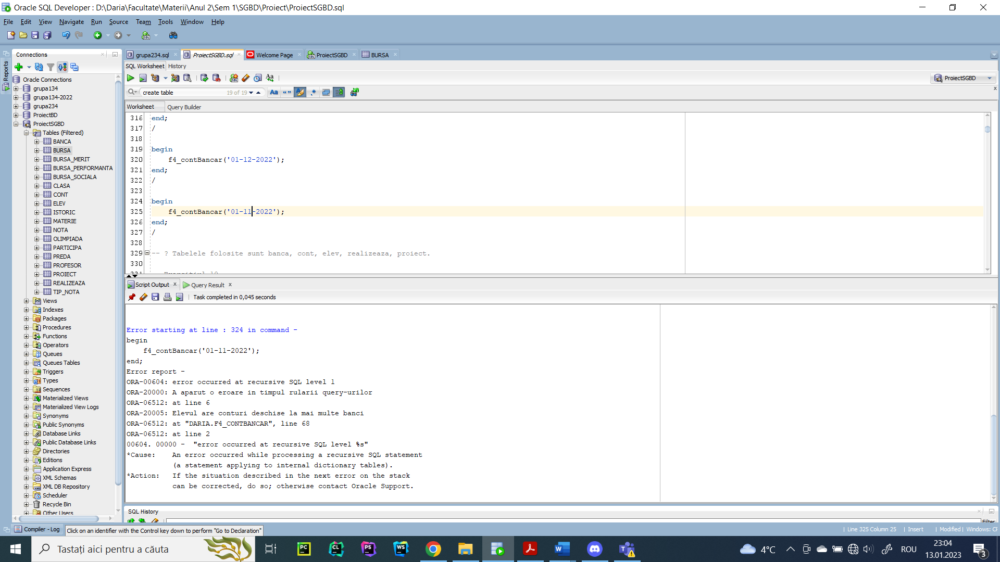 Oracle SQL Developer : D:\Daria\Facultate\Materii\Anul 2\Sem 1\SGBD\Proiect\ProiectSGBD.sql
File Edit View Navigate Run Source Team Tools Window Help
Reports
Connections
Oracle Connections
grupa134
grupa134-2022
grupa234
ProiectBD
ProiectSGBD
Tables (Filtered)
BANCA
BURSA
BURSA_MERIT
BURSA_PERFORMANTA
BURSA_SOCIALA
CLASA
CONT
ELEV
ISTORIC
MATERIE
NOTA
OLIMPIADA
PARTICIPA
PREDA
PROFESOR
PROIECT
REALIZEAZA
TIP_NOTA
Views
Indexes
Packages
Procedures
Functions
Operators
Queues
Queues Tables
Triggers
Types
Sequences
Materialized Views
Materialized View Logs
Synonyms
Public Synonyms
Database Links
Public Database Links
Directories
Editions
Application Express
XML Schemas
XML DB Repository
Scheduler
Recycle Bin
Other Users
grupa234.sql ProiectSGBD.sql Welcome Page ProiectSGBD BURSA
SQL Worksheet History
ProiectSGBD
create table 19 of 19
Worksheet Query Builder
316 end;
317 /
318
319 begin
320 f4_contBancar('01-12-2022');
321 end;
322 /
323
324 begin
325 f4_contBancar('01-11-2022');
326 end;
327 /
328
329 -- ? Tabelele folosite sunt banca, cont, elev, realizeaza, proiect.
330
Script Output Query Result
Task completed in 0,045 seconds
Error starting at line : 324 in command -
begin
f4_contBancar('01-11-2022');
end;
Error report -
ORA-00604: error occurred at recursive SQL level 1
ORA-20000: A aparut o eroare in timpul rularii query-urilor
ORA-06512: at line 6
ORA-20005: Elevul are conturi deschise la mai multe banci
ORA-06512: at "DARIA.F4_CONTBANCAR", line 68
ORA-06512: at line 2
00604. 00000 - "error occurred at recursive SQL level %s"
*Cause: An error occurred while processing a recursive SQL statement
(a statement applying to internal dictionary tables).
*Action: If the situation described in the next error on the stack
can be corrected, do so; otherwise contact Oracle Support.
SQL History
Filter
Compiler - Log Click on an identifier with the Control key down to perform "Go to Declaration"
Line 325 Column 25 Insert Modified Windows: CF
Tastați aici pentru a căuta
4°C ROU 23:04
13.01.2023 3